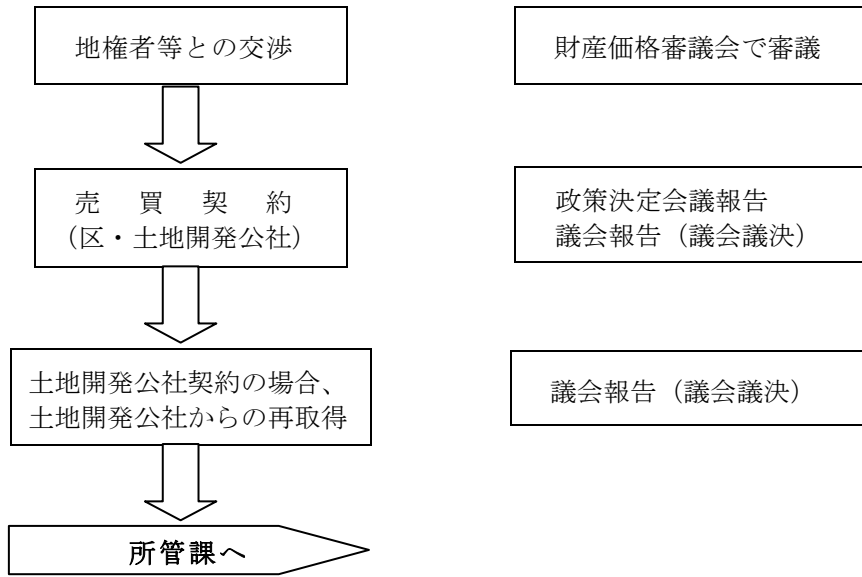 地権者等との交渉
財産価格審議会で審議
売買契約
（区・土地開発公社）
政策決定会議報告
議会報告（議会議決）
土地開発公社契約の場合、
土地開発公社からの再取得
議会報告（議会議決）
所管課へ